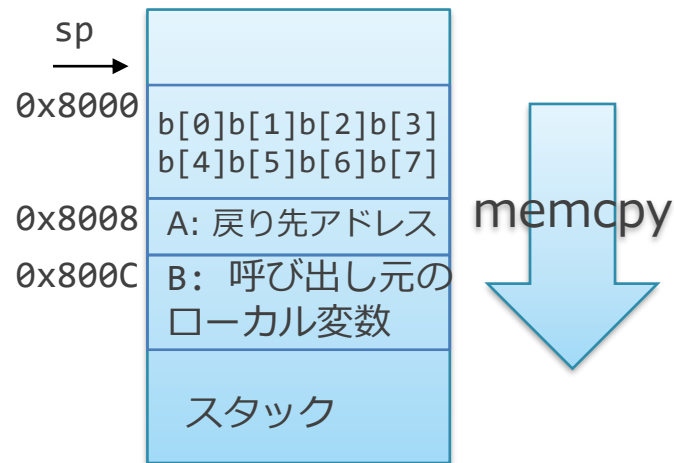 sp
0x8000
b[0]b[1]b[2]b[3]
b[4]b[5]b[6]b[7]
0x8008
A: 戻り先アドレス
memcpy
0x800C
B: 呼び出し元の
ローカル変数
スタック